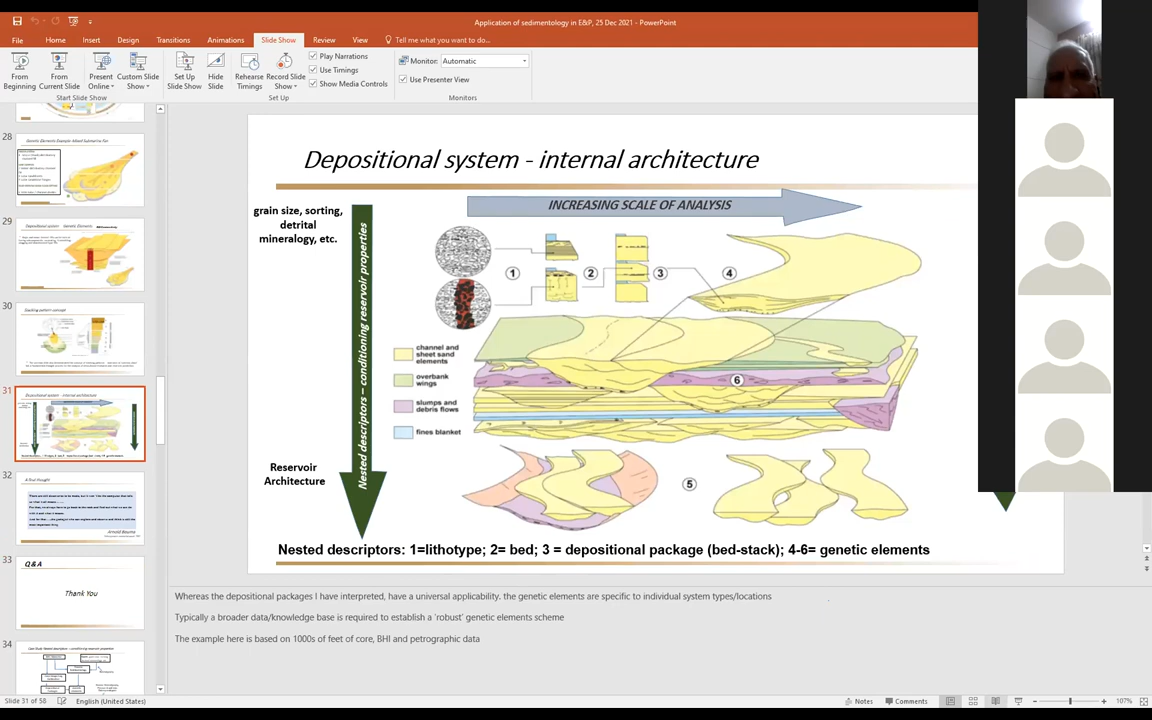 Application of sedimentology in E&P, 25 Dec 2021 - PowerPoint
File
Home
Insert
Design
Transitions
Animations
Slide Show
Review
View
Tell me what you want to do...
From Beginning
From Current Slide
Present Online
Custom Slide Show
Set Up Slide Show
Hide Slide
Rehearse Timings
Record Slide Show
Play Narrations
Use Timings
Show Media Controls
Monitor: Automatic
Use Presenter View
Start Slide Show
Set Up
Monitors
28
29
30
31
32
A final thought
33
Q&A
Thank You
34
Depositional system - internal architecture
INCREASING SCALE OF ANALYSIS
grain size, sorting,
detrital
mineralogy, etc.
Nested descriptors – conditioning reservoir properties
Reservoir
Architecture
1
2
3
4
channel and
sheet sand
elements
overbank
wings
slumps and
debris flows
fines blanket
6
5
Nested descriptors: 1=lithotype; 2= bed; 3 = depositional package (bed-stack); 4-6= genetic elements
Whereas the depositional packages I have interpreted, have a universal applicability. the genetic elements are specific to individual system types/locations
Typically a broader data/knowledge base is required to establish a 'robust' genetic elements scheme
The example here is based on 1000s of feet of core, BHI and petrographic data
Slide 31 of 58
English (United States)
Notes
Comments
107%